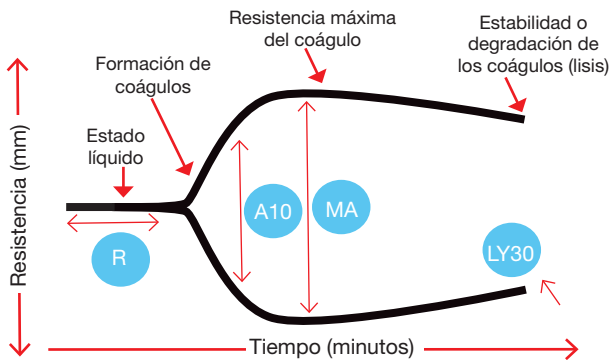 Resistencia máxima
del coágulo
Estabilidad o
degradación de
los coágulos (lisis)
Formación de
coágulos
Estado
líquido
Resistencia (mm)
A10
MA
R
LY30
Tiempo (minutos)